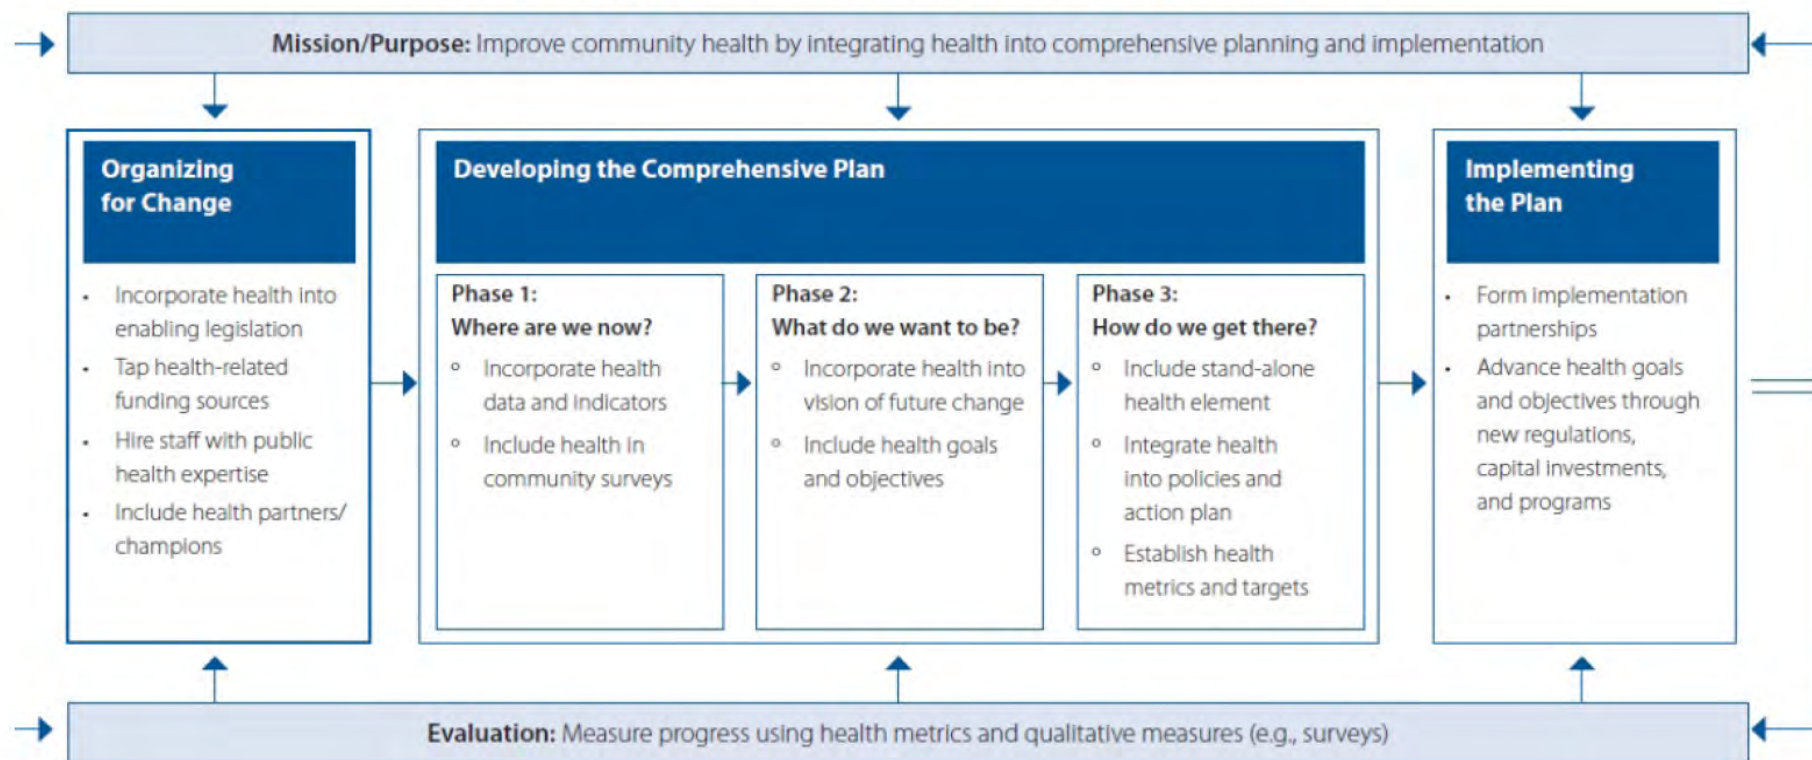 Mission/Purpose: Improve community health by integrating health into comprehensive planning and implementation
Organizing
for Change
• Incorporate health into
enabling legislation
• Tap health-related
funding sources
• Hire staff with public
health expertise
• Include health partners/
champions
Developing the Comprehensive Plan
Phase 1:
Where are we now?
° Incorporate health
data and indicators
° Include health in
community surveys
Phase 2:
What do we want to be?
° Incorporate health into
vision of future change
° Include health goals
and objectives
Phase 3:
How do we get there?
° Include stand-alone
health element
° Integrate health
into policies and
action plan
° Establish health
metrics and targets
Implementing
the Plan
• Form implementation
partnerships
• Advance health goals
and objectives through
new regulations,
capital investments,
and programs
Evaluation: Measure progress using health metrics and qualitative measures (e.g., surveys)